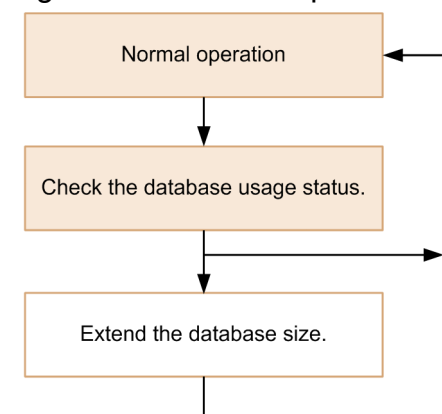 Normal operation
Check the database usage status.
Extend the database size.